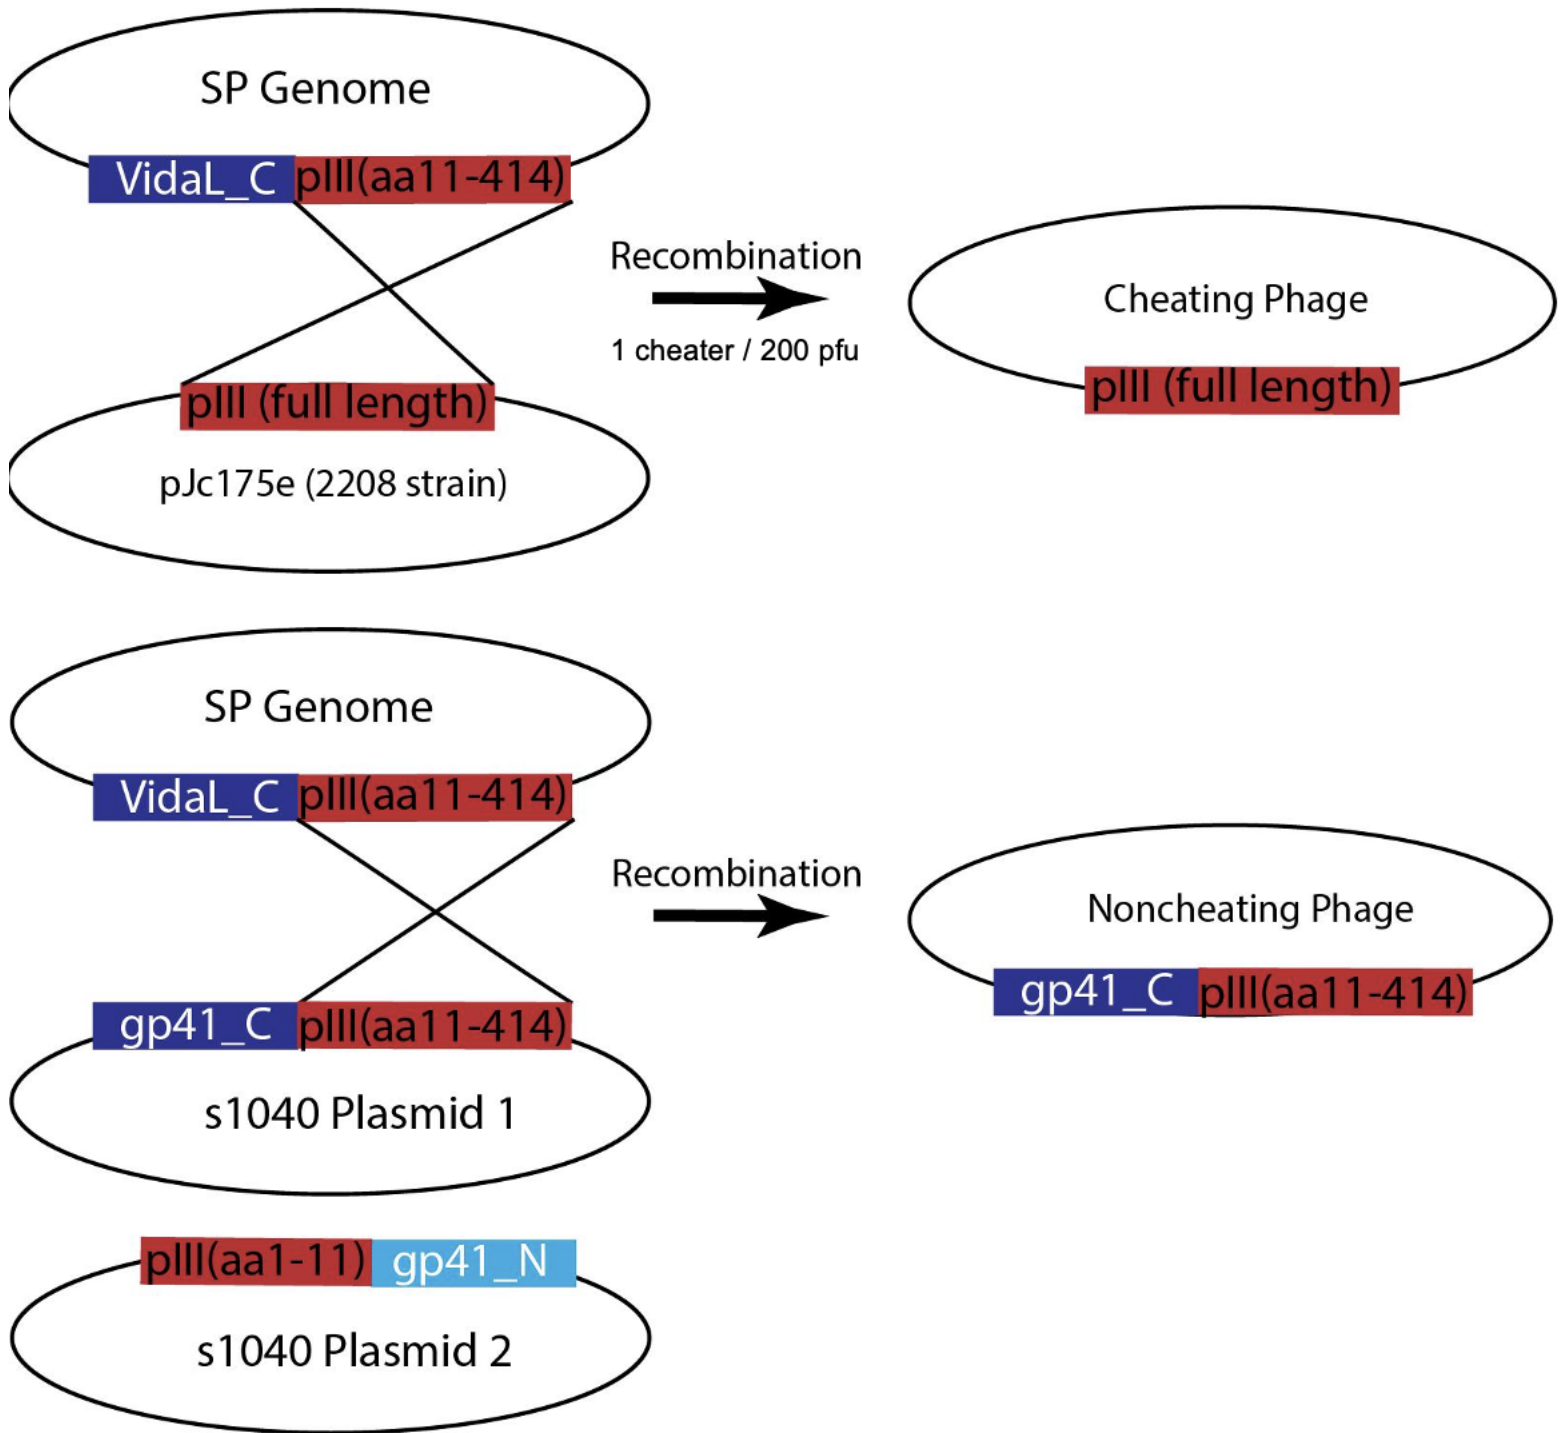 SP Genome
VidaL_C pIII(aa11-414)
Recombination
1 cheater / 200 pfu
Cheating Phage
pIII (full length)
pIII (full length)
pJc175e (2208 strain)
SP Genome
VidaL_C pIII(aa11-414)
Recombination
Noncheating Phage
gp41_C pIII(aa11-414)
gp41_C pIII(aa11-414)
s1040 Plasmid 1
pIII(aa1-11) gp41_N
s1040 Plasmid 2